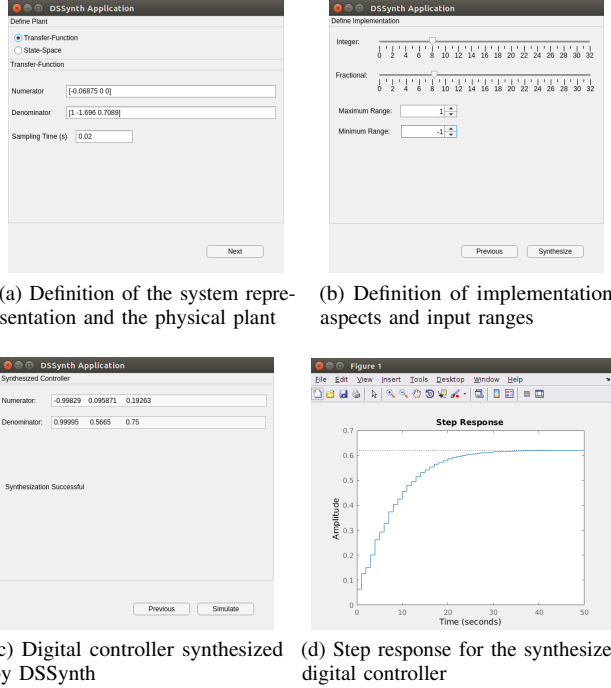 DSSynth Application
Define Plant
Transfer-Function
State-Space
Transfer-Function
Numerator [-0.06875 0 0]
Denominator [1 -1.696 0.7089]
Sampling Time (s) 0.02
Next
DSSynth Application
Define Implementation
Integer:
0 2 4 6 8 10 12 14 16 18 20 22 24 26 28 30 32
Fractional:
0 2 4 6 8 10 12 14 16 18 20 22 24 26 28 30 32
Maximum Range: 1
Minimum Range: -1
Previous Synthesize
(a) Definition of the system repre-
sentation and the physical plant
(b) Definition of implementation
aspects and input ranges
DSSynth Application
Synthesized Controller
Numerator: -0.99829 0.095871 0.19263
Denominator: 0.99995 0.5665 0.75
Synthesization Successful
Previous Simulate
Figure 1
File Edit View Insert Tools Desktop Window Help
Step Response
Amplitude
0.7
0.6
0.5
0.4
0.3
0.2
0.1
0
0 10 20 30 40 50
Time (seconds)
c) Digital controller synthesized
by DSSynth
(d) Step response for the synthesize
digital controller